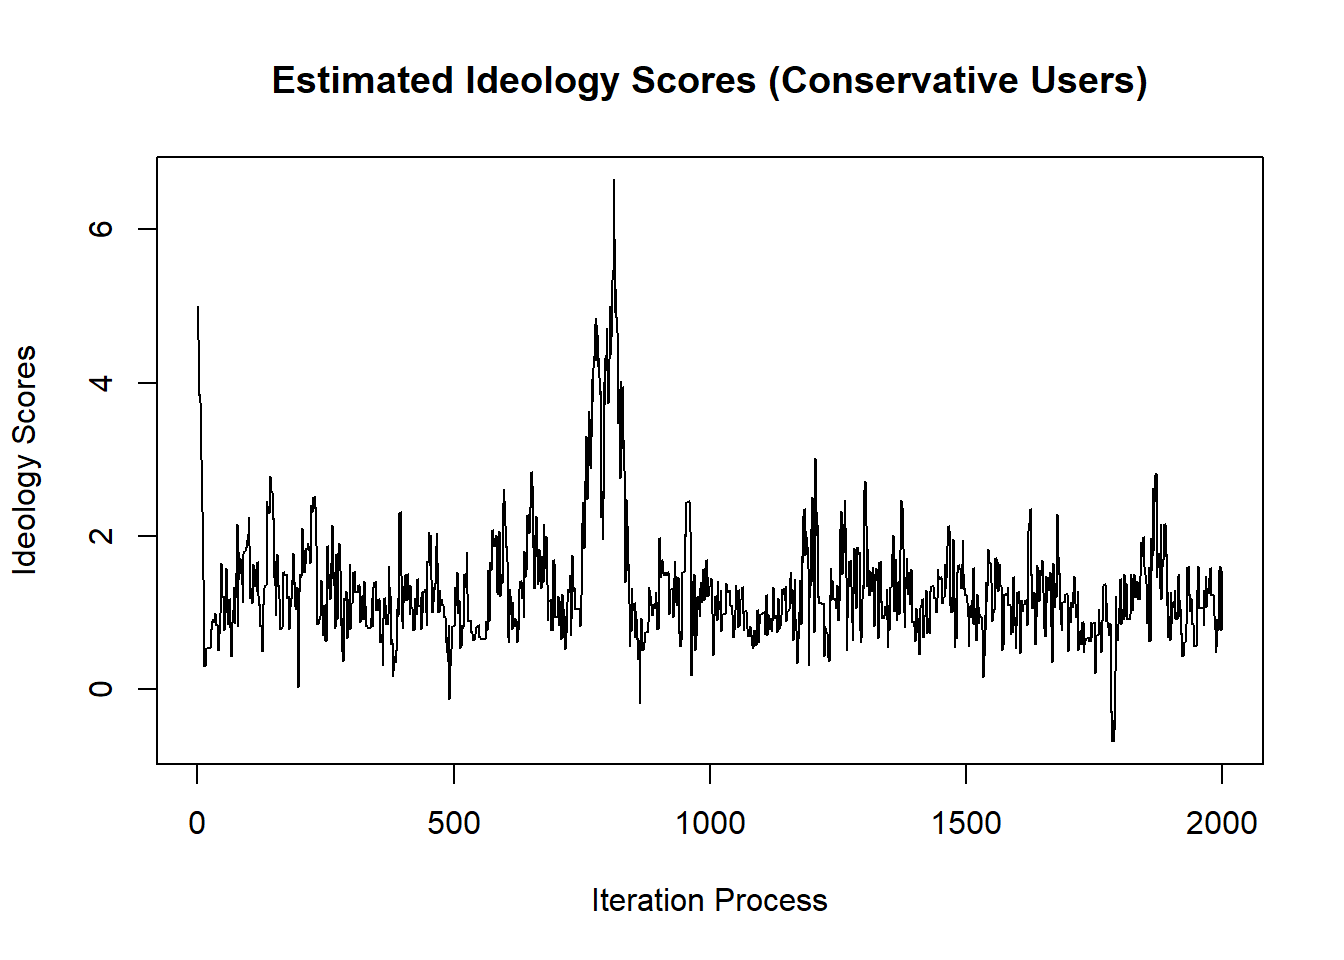 Estimated Ideology Scores (Conservative Users)
Ideology Scores
6
4
2
0
0 500 1000 1500 2000
Iteration Process